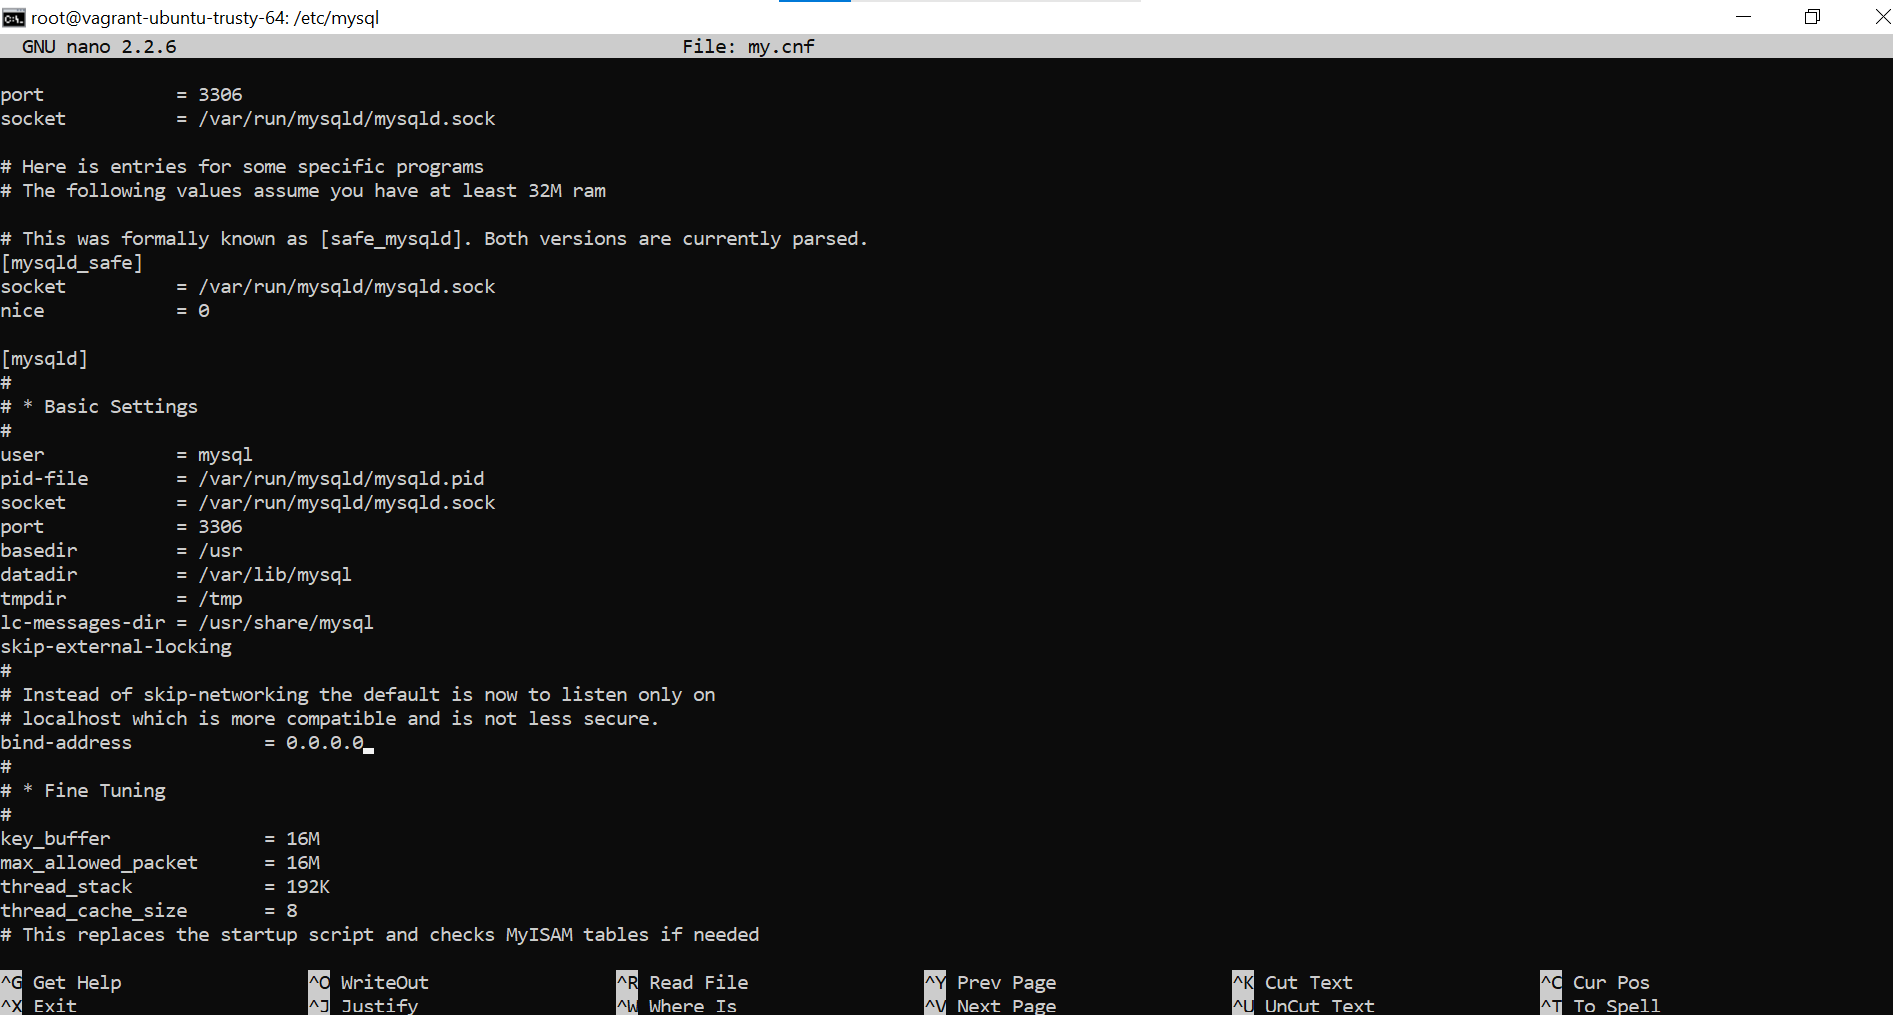 root@vagrant-ubuntu-trusty-64: /etc/mysql
GNU nano 2.2.6 File: my.cnf
port = 3306
socket = /var/run/mysqld/mysqld.sock
# Here is entries for some specific programs
# The following values assume you have at least 32M ram
# This was formally known as [safe_mysqld]. Both versions are currently parsed.
[mysqld_safe]
socket = /var/run/mysqld/mysqld.sock
nice = 0
[mysqld]
#
# * Basic Settings
#
user = mysql
pid-file = /var/run/mysqld/mysqld.pid
socket = /var/run/mysqld/mysqld.sock
port = 3306
basedir = /usr
datadir = /var/lib/mysql
tmpdir = /tmp
lc-messages-dir = /usr/share/mysql
skip-external-locking
#
# Instead of skip-networking the default is now to listen only on
# localhost which is more compatible and is not less secure.
bind-address = 0.0.0.0
#
# * Fine Tuning
#
key_buffer = 16M
max_allowed_packet = 16M
thread_stack = 192K
thread_cache_size = 8
# This replaces the startup script and checks MyISAM tables if needed
^G Get Help ^O WriteOut ^R Read File ^Y Prev Page ^K Cut Text ^C Cur Pos
^X Exit ^J Justify ^W Where Is ^V Next Page ^U UnCut Text ^T To Spell